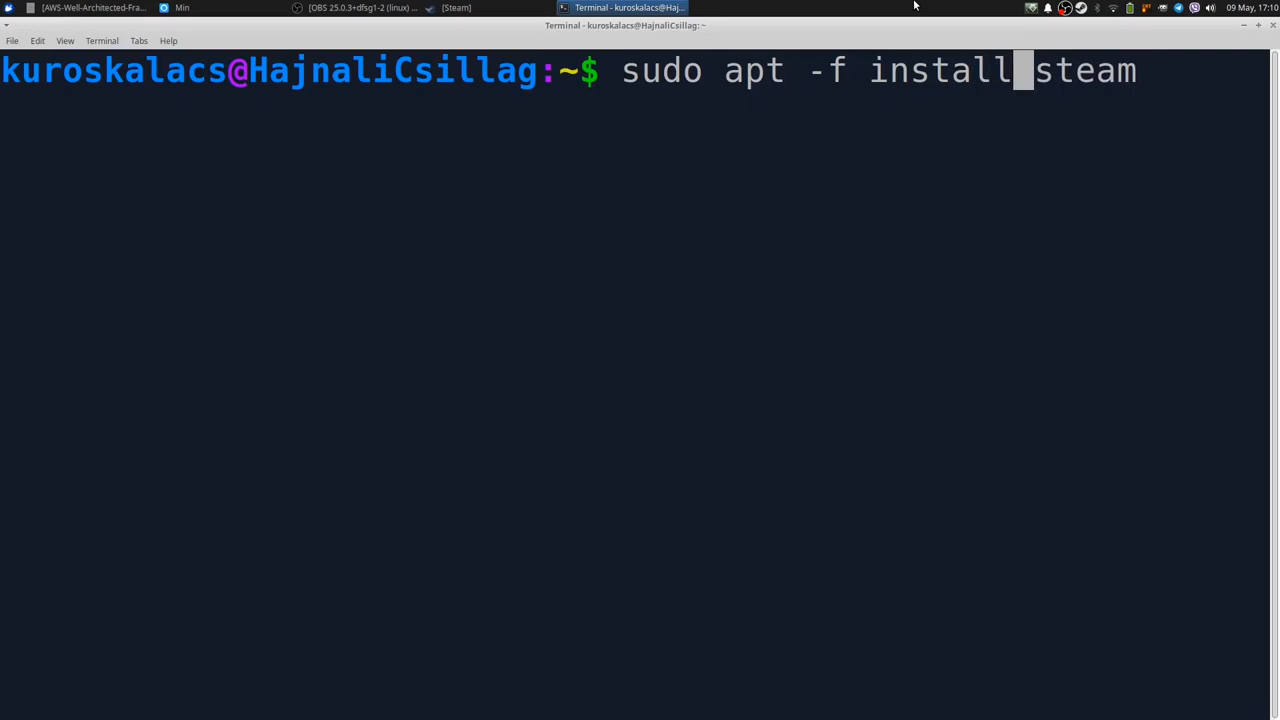 [AWS-Well-Architected-Fra... Min [OBS 25.0.3+dfsg1-2 (linux) ... [Steam] Terminal - kuroskalacs@Haj... 09 May, 17:10
Terminal - kuroskalacs@HajnaliCsillag: ~
File Edit View Terminal Tabs Help
kuroskalacs@HajnaliCsillag:~$ sudo apt -f install steam